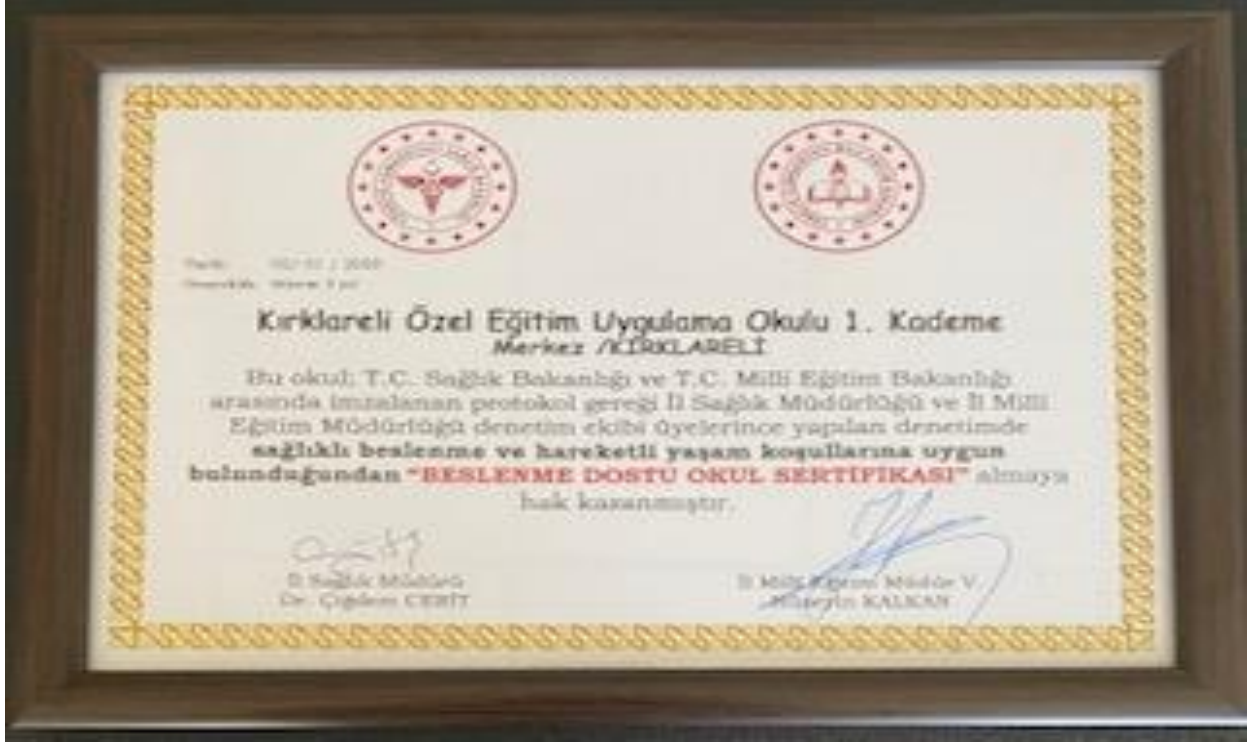 Tarih:
Kırklareli Özel Eğitim Uygulama Okulu 1. Kademe
Merkez /KIRKLARELİ
Bu okul; T.C. Sağlık Bakanlığı ve T.C. Milli Eğitim Bakanlığı
arasında imzalanan protokol gereği İl Sağlık Müdürlüğü ve İl Milli
Eğitim Müdürlüğü denetim ekibi üyelerince yapılan denetimde
sağlıklı beslenme ve hareketli yaşam koşullarına uygun
bulunduğundan "BESLENME DOSTU OKUL SERTİFİKASI" almaya
hak kazanmıştır.
İl Sağlık Müdürü
Dr. Çiğdem CERİT
İl Milli Eğitim Müdür V.
Hüseyin KALKAN